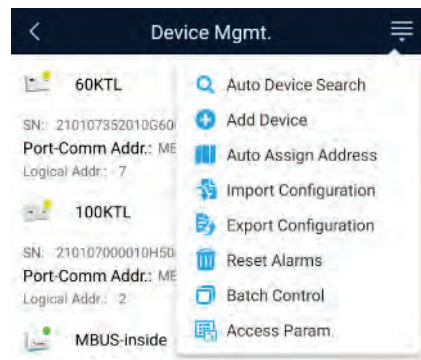 Device Mgmt.
60KTL
SN: 210107352010G60
Port-Comm Addr.: ME
Logical Addr.: 7
100KTL
SN: 210107000010H50
Port-Comm Addr.: ME
Logical Addr.: 2
MBUS-inside
Auto Device Search
Add Device
Auto Assign Address
Import Configuration
Export Configuration
Reset Alarms
Batch Control
Access Param.